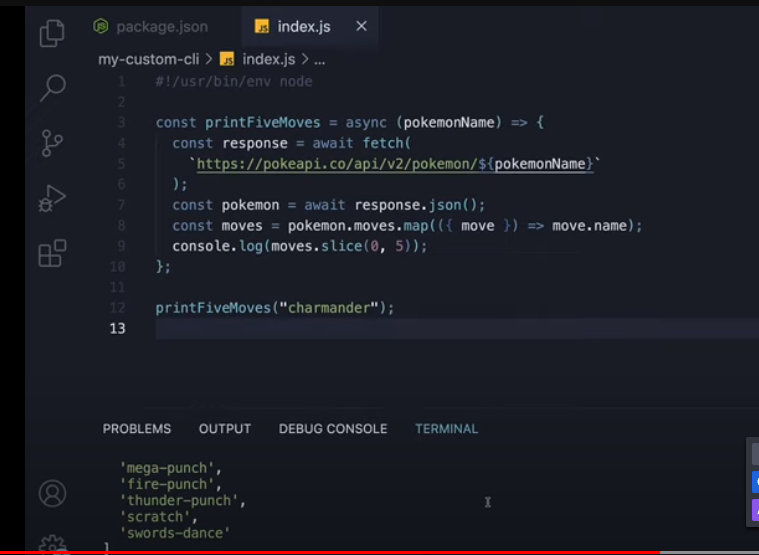 package.json
index.js
my-custom-cli > index.js > ...
1 #!/usr/bin/env node
2
3 const printFiveMoves = async (pokemonName) => {
4 const response = await fetch(
5 `https://pokeapi.co/api/v2/pokemon/${pokemonName}`
6 );
7 const pokemon = await response.json();
8 const moves = pokemon.moves.map(({ move }) => move.name);
9 console.log(moves.slice(0, 5));
10 };
11
12 printFiveMoves("charmander");
13
PROBLEMS OUTPUT DEBUG CONSOLE TERMINAL
'mega-punch',
'fire-punch',
'thunder-punch',
'scratch',
'swords-dance'
]